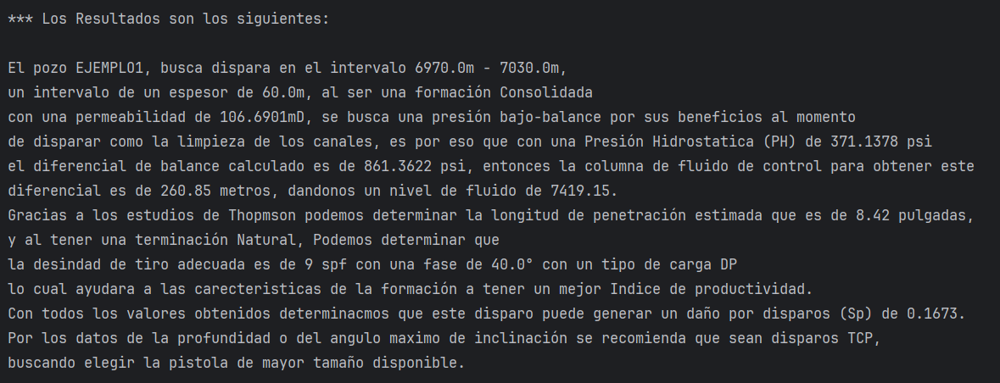 *** Los Resultados son los siguientes:
El pozo EJEMPLO1, busca dispara en el intervalo 6970.0m - 7030.0m,
un intervalo de un espesor de 60.0m, al ser una formación Consolidada
con una permeabilidad de 106.6901mD, se busca una presión bajo-balance por sus beneficios al momento
de disparar como la limpieza de los canales, es por eso que con una Presión Hidrostatica (PH) de 371.1378 psi
el diferencial de balance calculado es de 861.3622 psi, entonces la columna de fluido de control para obtener este
diferencial es de 260.85 metros, dandonos un nivel de fluido de 7419.15.
Gracias a los estudios de Thopmson podemos determinar la longitud de penetración estimada que es de 8.42 pulgadas,
y al tener una terminación Natural, Podemos determinar que
la desindad de tiro adecuada es de 9 spf con una fase de 40.0° con un tipo de carga DP
lo cual ayudara a las carecteristicas de la formación a tener un mejor Indice de productividad.
Con todos los valores obtenidos determinacmos que este disparo puede generar un daño por disparos (Sp) de 0.1673.
Por los datos de la profundidad o del angulo maximo de inclinación se recomienda que sean disparos TCP,
buscando elegir la pistola de mayor tamaño disponible.